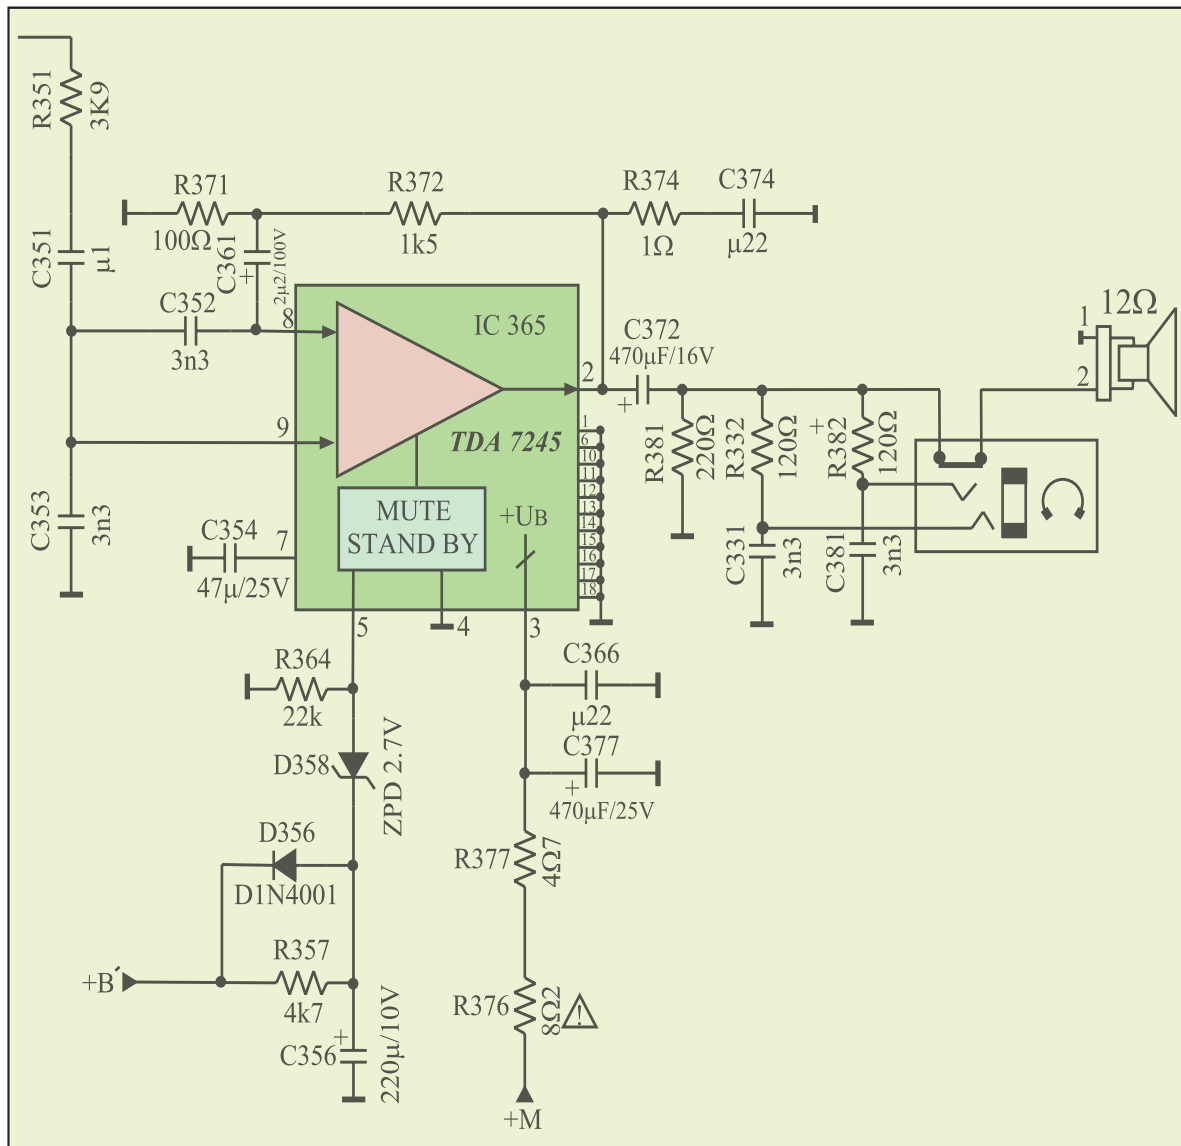 R351
3K9
C351
μ1
R371
100Ω
C361
2μ2/100V
+
R372
1k5
R374
1Ω
C374
μ22
C352
3n3
8
IC 365
2
C372
470μF/16V
+
12Ω
1
2
9
TDA 7245
1
6
10
11
12
13
14
15
16
17
18
MUTE
STAND BY
+UB
R381
220Ω
R332
120Ω
+
R382
120Ω
C353
3n3
C354
47μ/25V
7
C331
3n3
C381
3n3
5
4
3
R364
22k
C366
μ22
D358
ZPD 2.7V
C377
+
470μF/25V
D356
D1N4001
R377
4Ω7
R357
4k7
+B´
R376
8Ω2
!
+
C356
220μ/10V
+M